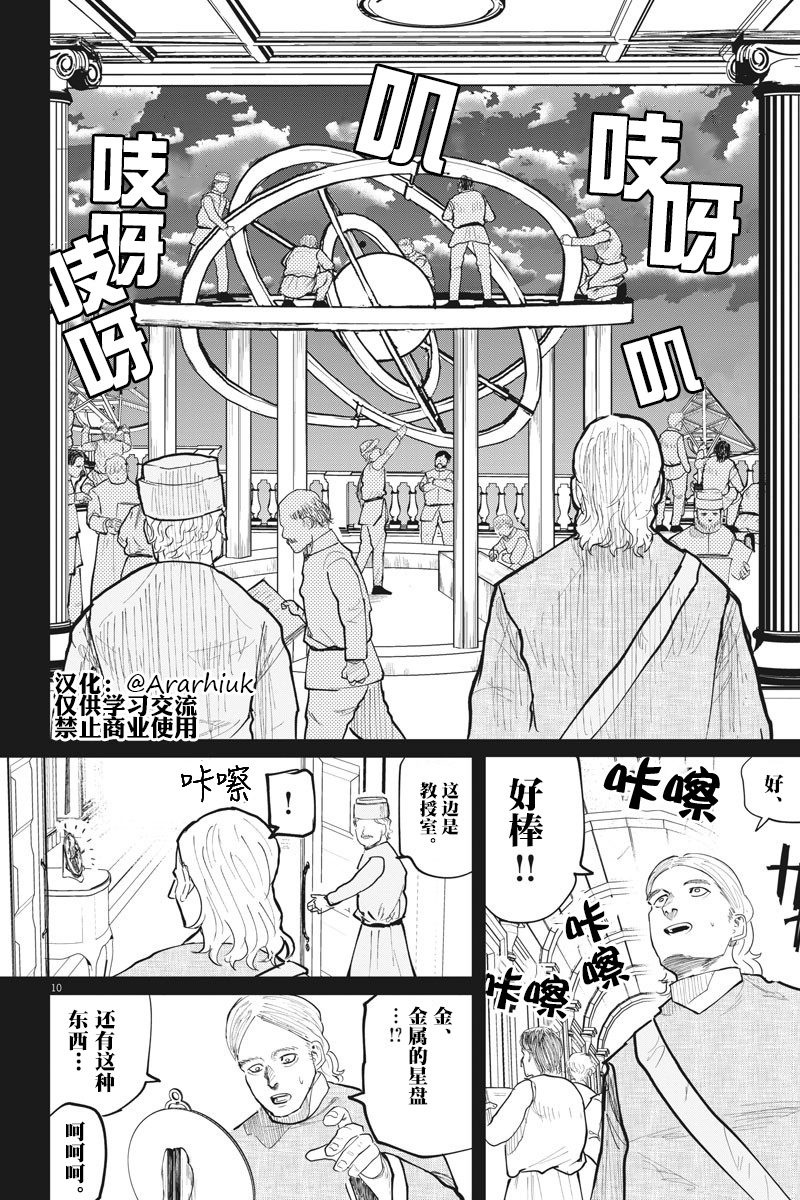 吱呀
叽
吱呀
吱呀
叽
汉化：@Ararhiuk
仅供学习交流
禁止商业使用
好、
好棒!!
咔嚓
咔嚓
咔嚓
这边是
教授室。
！
咔嚓
金、
金属的星盘
…!?
还有这种
东西…
呵呵呵。
10